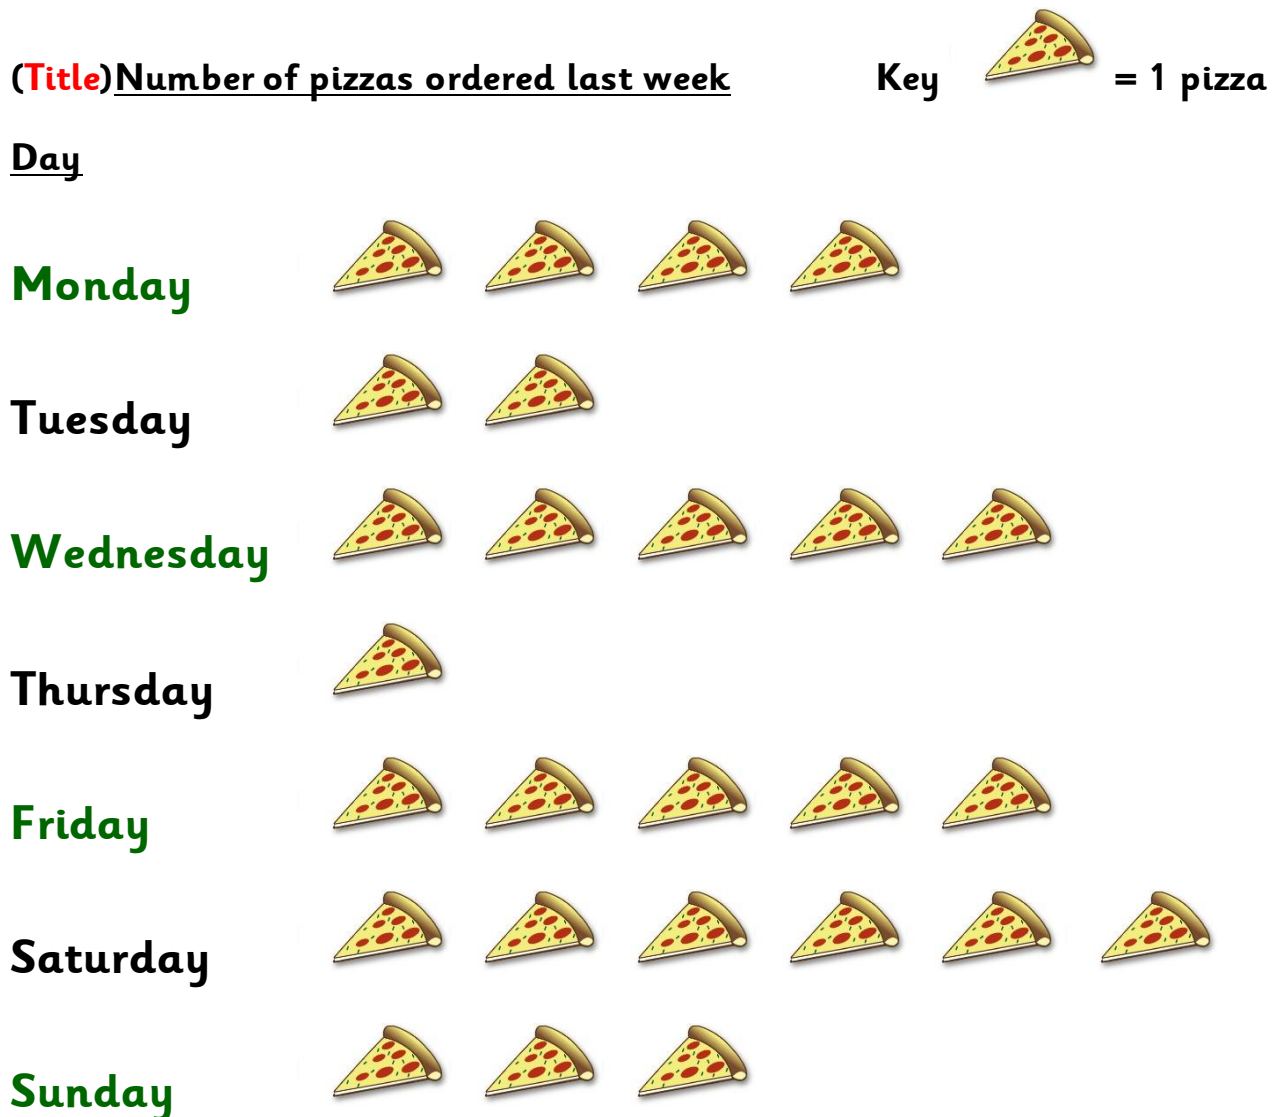 (Title)Number of pizzas ordered last week Key = 1 pizza
Day
Monday
Tuesday
Wednesday
Thursday
Friday
Saturday
Sunday